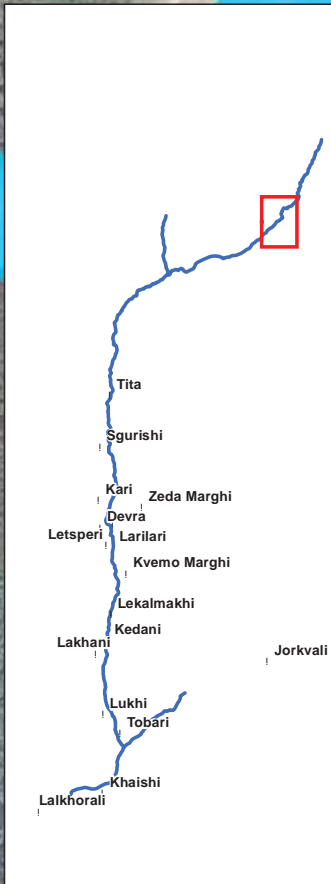 Tita
Sgurishi
Kari
Zeda Marghi
Devra
Letsperi
Larilari
Kvemo Marghi
Lekalmakhi
Kedani
Lakhani
Jorkvali
Lukhi
Tobari
Khaishi
Lalkhorali